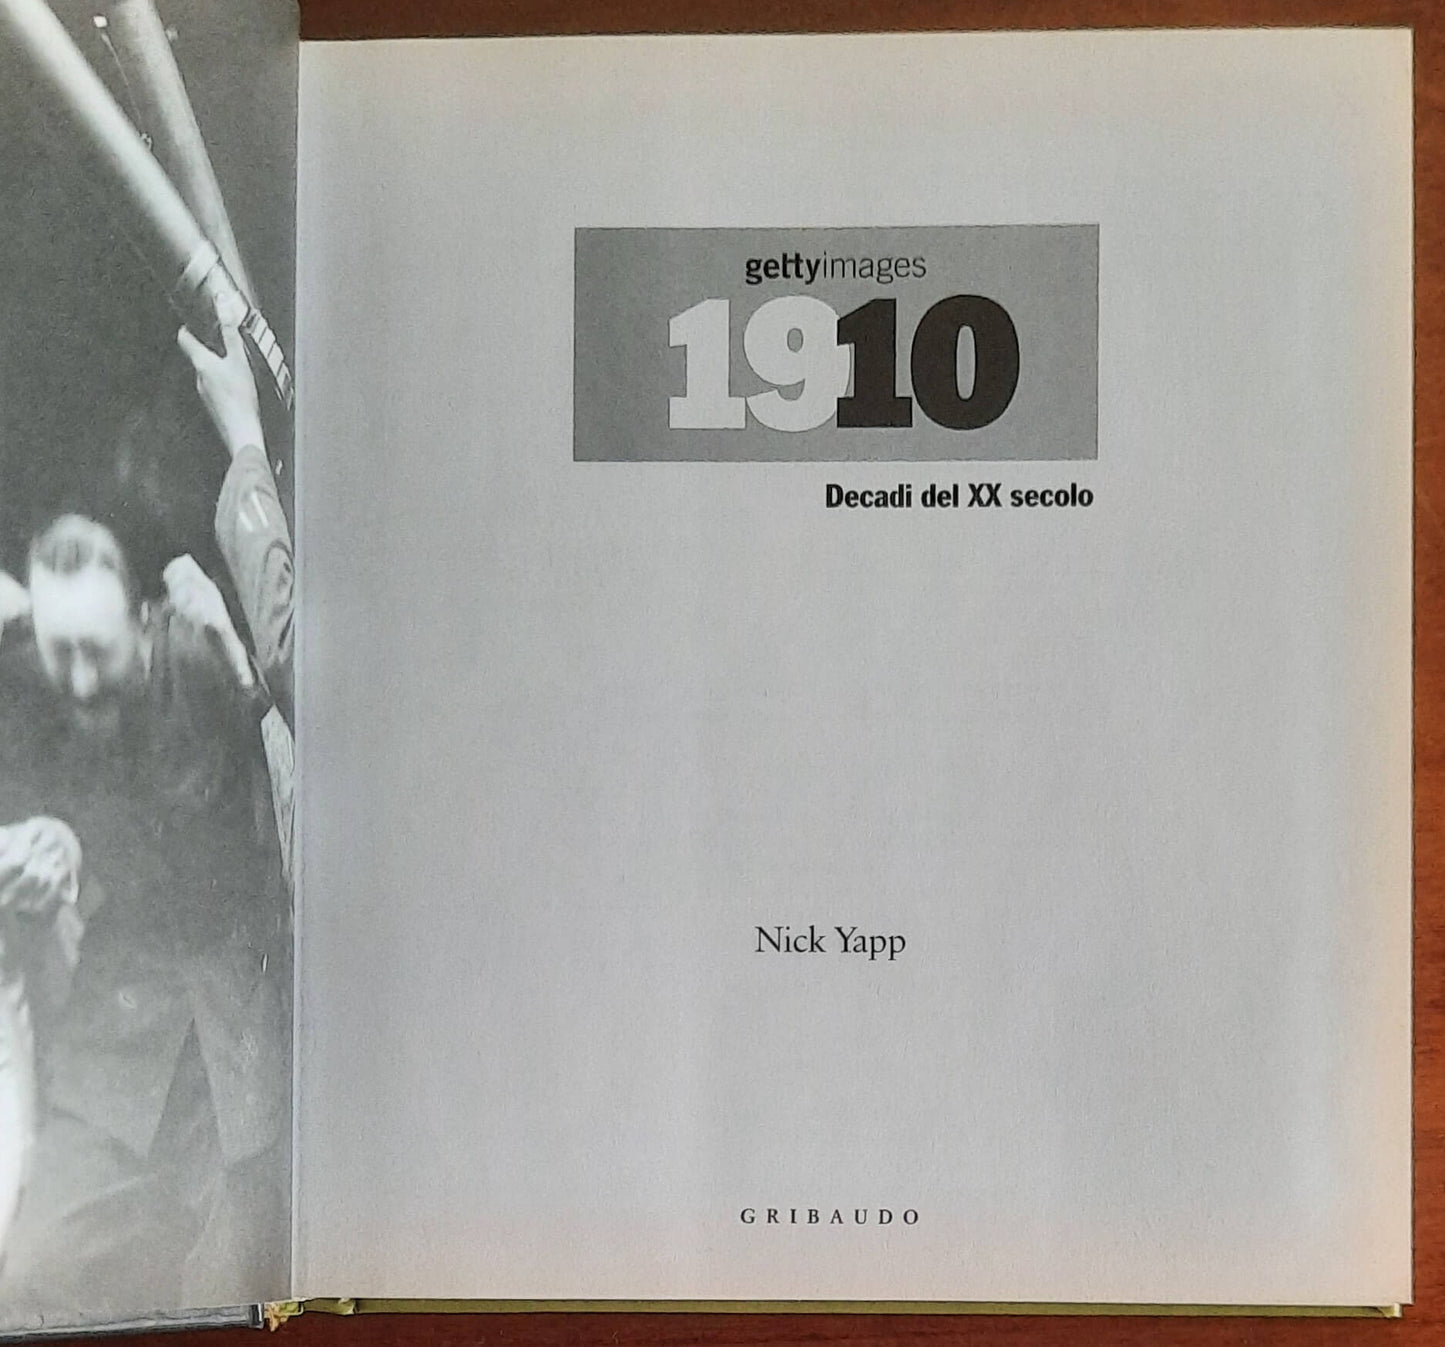 gettyimages
1910
Decadi del XX secolo
Nick Yapp
GRIBAUDO